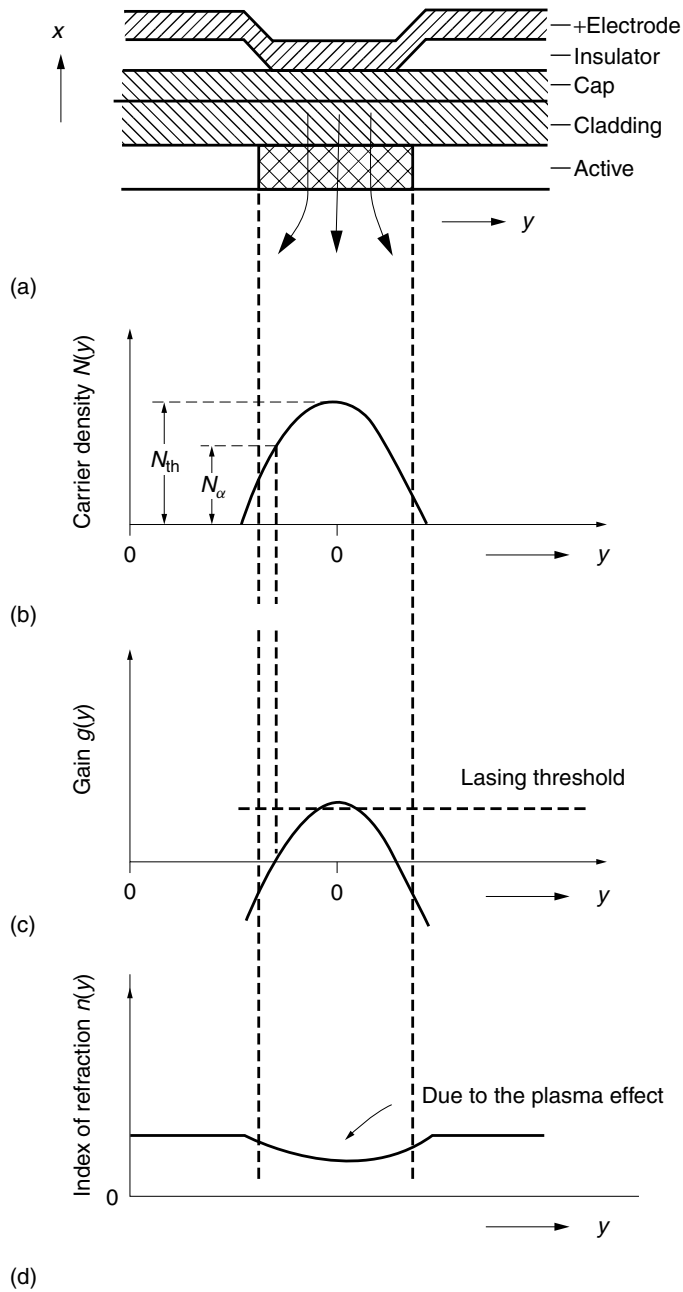 x
+Electrode
Insulator
Cap
Cladding
Active
y
(a)
Carrier density N(y)
N_th
N_α
0
0
y
(b)
Gain g(y)
Lasing threshold
0
0
y
(c)
Index of refraction n(y)
Due to the plasma effect
0
y
(d)